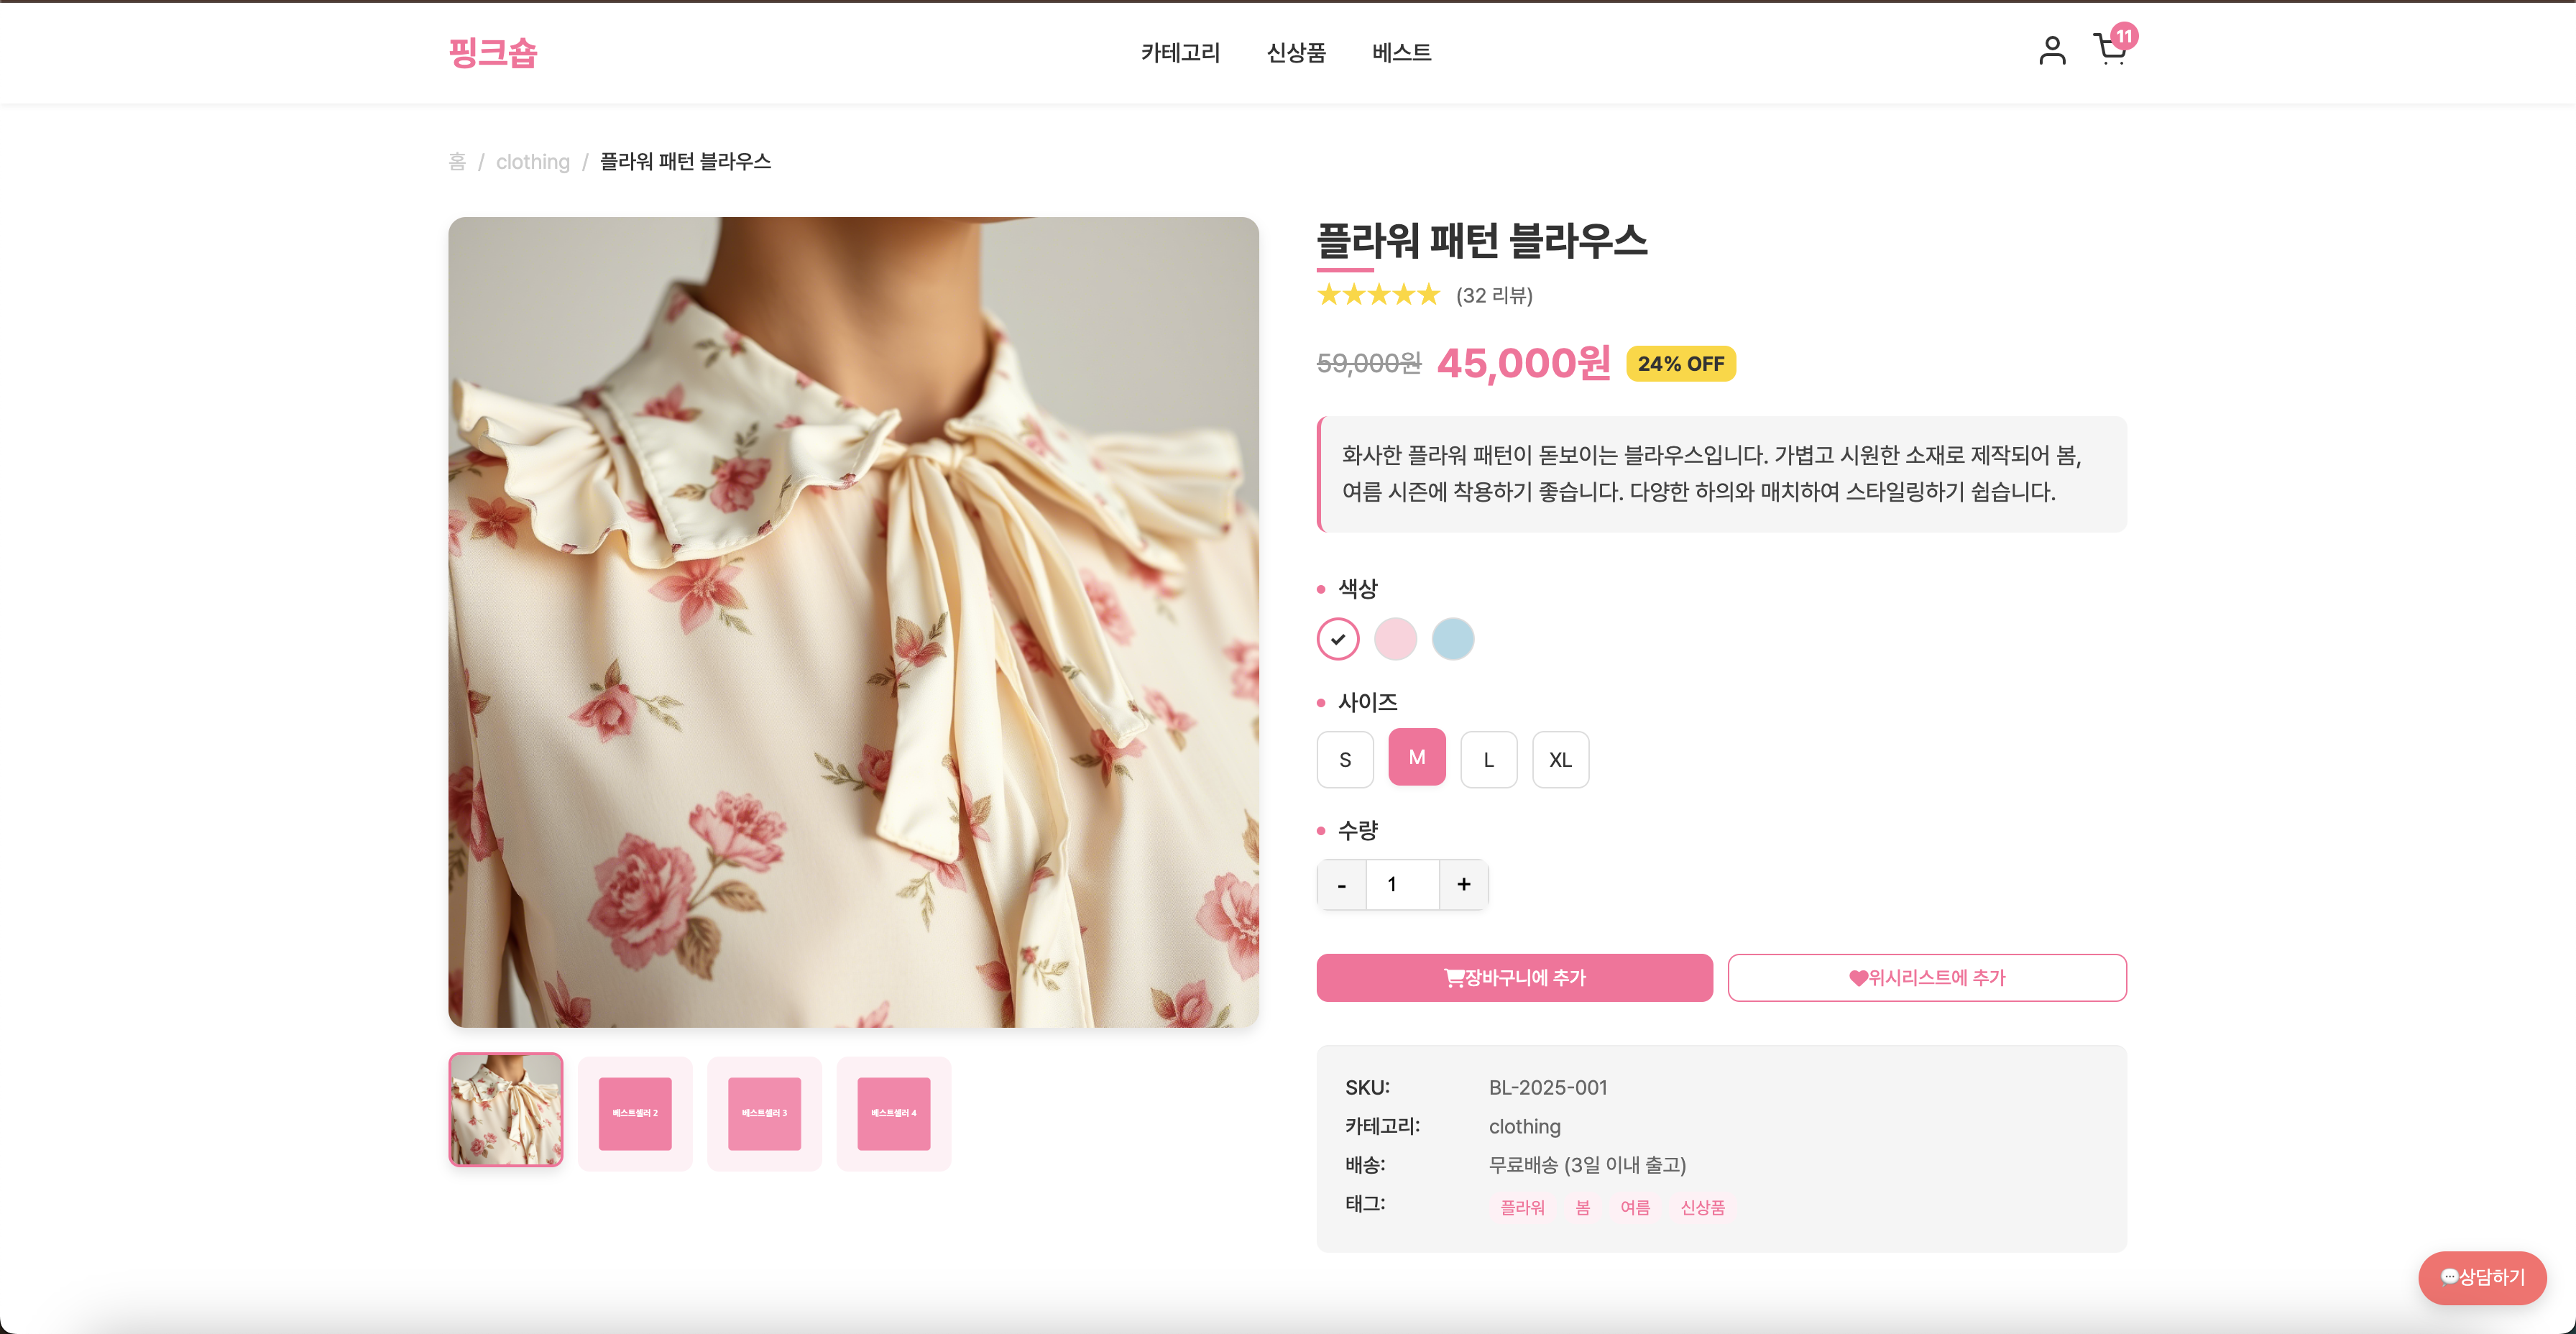 핑크숍
카테고리 신상품 베스트
11
홈 / clothing / 플라워 패턴 블라우스
플라워 패턴 블라우스
★★★★★ (32 리뷰)
59,000원 45,000원 24% OFF
화사한 플라워 패턴이 돋보이는 블라우스입니다. 가볍고 시원한 소재로 제작되어 봄,
여름 시즌에 착용하기 좋습니다. 다양한 하의와 매치하여 스타일링하기 쉽습니다.
색상
사이즈
S M L XL
수량
- 1 +
장바구니에 추가 위시리스트에 추가
베스트셀러 2 베스트셀러 3 베스트셀러 4
SKU: BL-2025-001
카테고리: clothing
배송: 무료배송 (3일 이내 출고)
태그: 플라워 봄 여름 신상품
상담하기